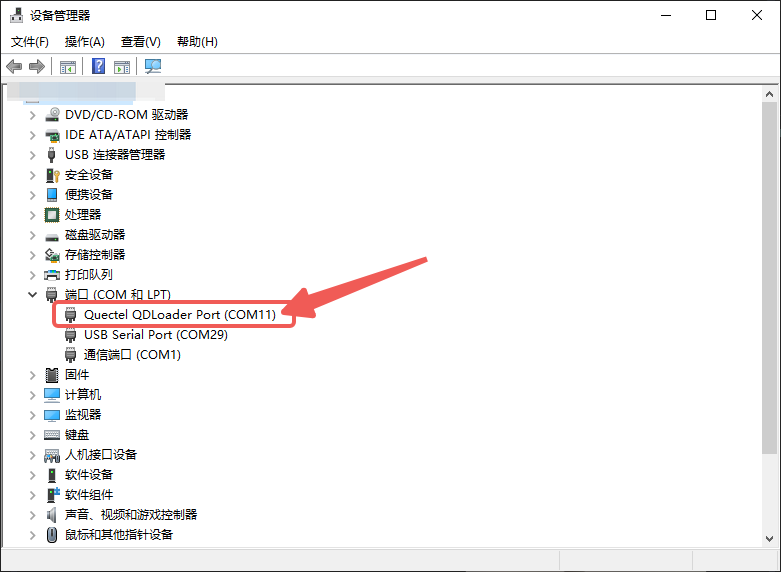 设备管理器
文件(F) 操作(A) 查看(V) 帮助(H)
DVD/CD-ROM 驱动器
IDE ATA/ATAPI 控制器
USB 连接器管理器
安全设备
便携设备
处理器
磁盘驱动器
存储控制器
打印队列
端口 (COM 和 LPT)
Quectel QDLoader Port (COM11)
USB Serial Port (COM29)
通信端口 (COM1)
固件
计算机
监视器
键盘
人机接口设备
软件设备
软件组件
声音、视频和游戏控制器
鼠标和其他指针设备